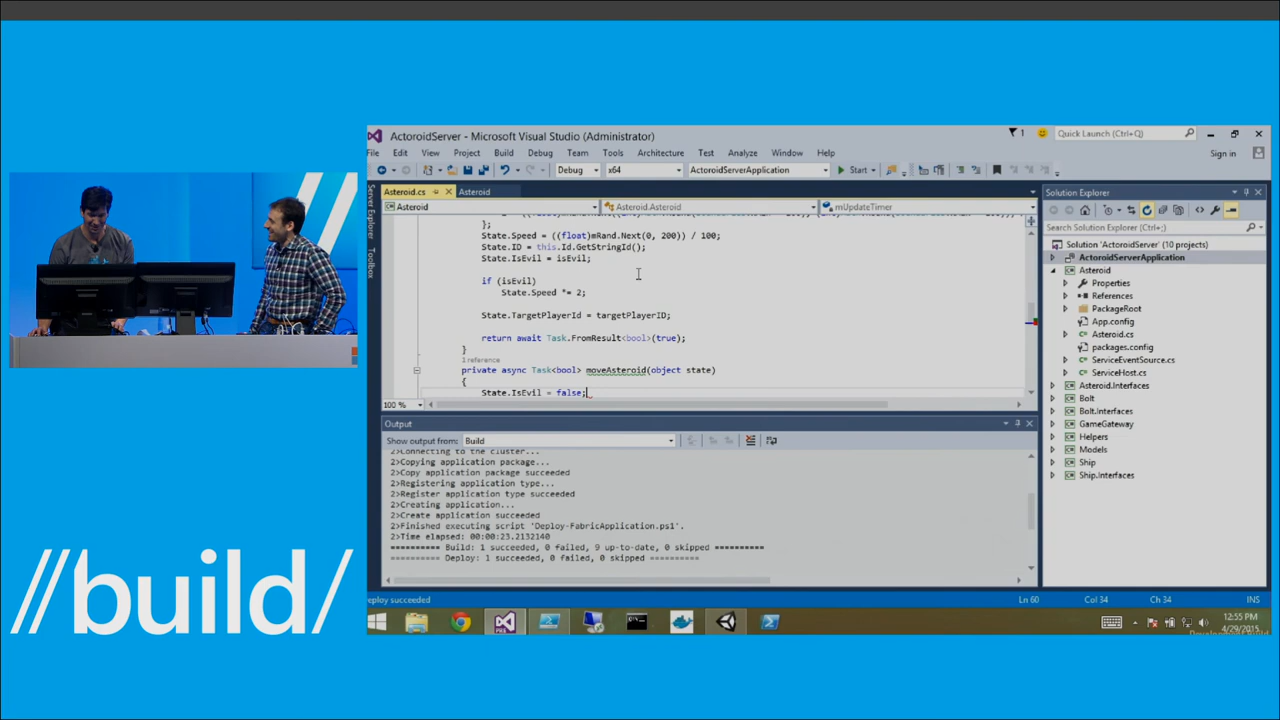 ActoroidServer - Microsoft Visual Studio (Administrator)
1
Quick Launch (Ctrl+Q)
File Edit View Project Build Debug Team Tools Architecture Test Analyze Window Help
Sign in
Debug
x64
ActoroidServerApplication
Start
Server Explorer
Toolbox
Asteroid.cs
Asteroid
Asteroid
Asteroid.Asteroid
mUpdateTimer
};
State.Speed = ((float)mRand.Next(0, 200)) / 100;
State.ID = this.Id.GetStringId();
State.IsEvil = isEvil;
if (isEvil)
State.Speed *= 2;
State.TargetPlayerId = targetPlayerID;
return await Task.FromResult<bool>(true);
}
1 reference
private async Task<bool> moveAsteroid(object state)
{
State.IsEvil = false;
100 %
Output
Show output from: Build
2>Connecting to the cluster...
2>Copying application package...
2>Copy application package succeeded
2>Registering application type...
2>Register application type succeeded
2>Creating application...
2>Create application succeeded
2>Finished executing script 'Deploy-FabricApplication.ps1'.
2>Time elapsed: 00:00:23.2132140
========== Build: 1 succeeded, 0 failed, 9 up-to-date, 0 skipped ==========
========== Deploy: 1 succeeded, 0 failed, 0 skipped ==========
Solution Explorer
Search Solution Explorer (Ctrl+;)
Solution 'ActoroidServer' (10 projects)
ActoroidServerApplication
Asteroid
Properties
References
PackageRoot
App.config
Asteroid.cs
packages.config
ServiceEventSource.cs
ServiceHost.cs
Asteroid.Interfaces
Bolt
Bolt.Interfaces
GameGateway
Helpers
Models
Ship
Ship.Interfaces
eploy succeeded
Ln 60
Col 34
Ch 34
INS
12:55 PM
4/29/2015
//build/